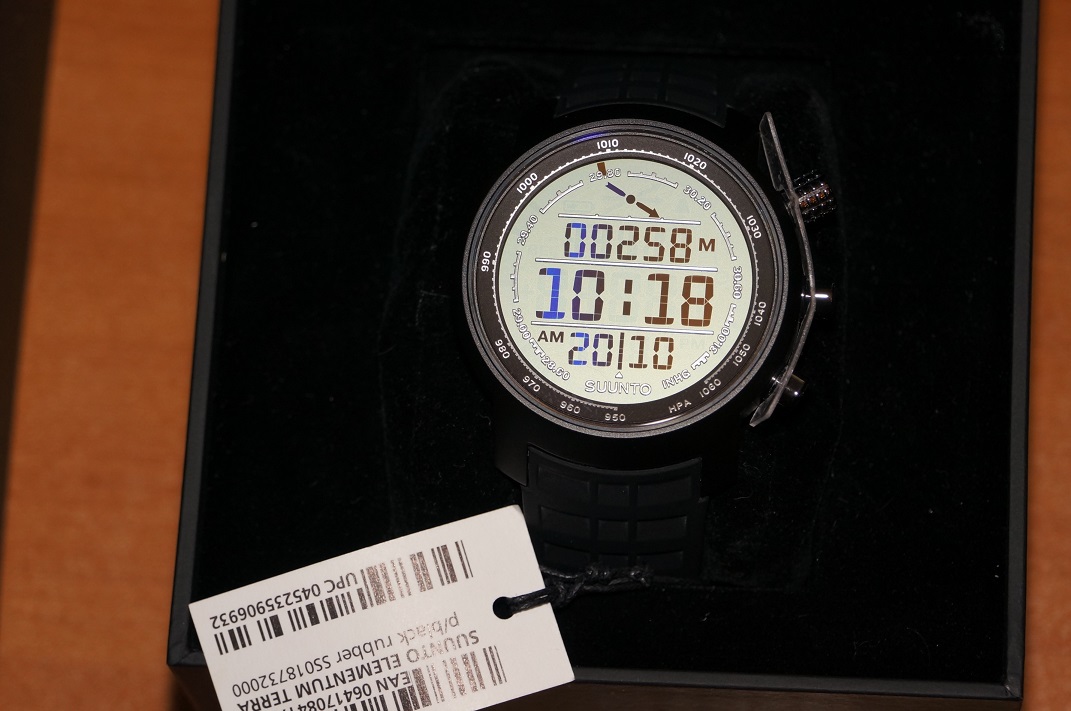 1010
1000
1020
990
1030
980
1040
970
1050
960
1060
950
HPA
29.80
30.20
29.40
30.60
29.00
31.00
28.60
INHG
00258 M
10:18
AM 20|10
SUUNTO
UPC 045235906932
p/black rubber SS018732000
SUUNTO ELEMENTUM TERRA
EAN